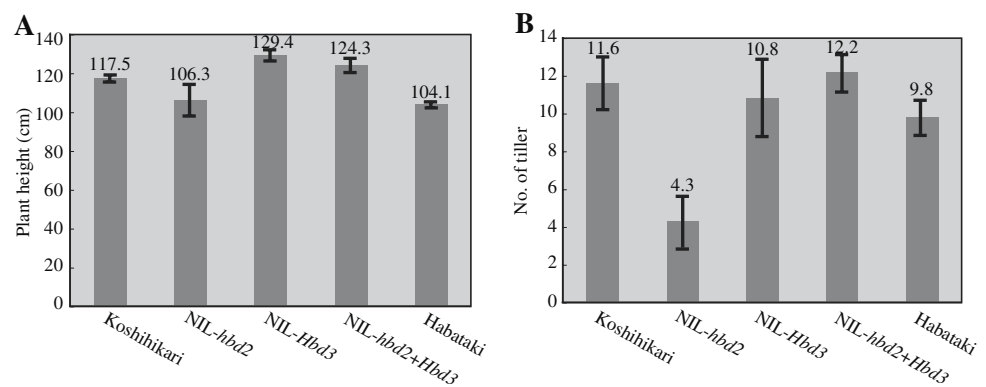 A
Plant height (cm)
140
120
100
80
60
40
20
0
117.5
106.3
129.4
124.3
104.1
Koshihikari
NIL-hbd2
NIL-Hbd3
NIL-hbd2+Hbd3
Habataki
B
No. of tiller
14
12
10
8
6
4
2
0
11.6
4.3
10.8
12.2
9.8
Koshihikari
NIL-hbd2
NIL-Hbd3
NIL-hbd2+Hbd3
Habataki